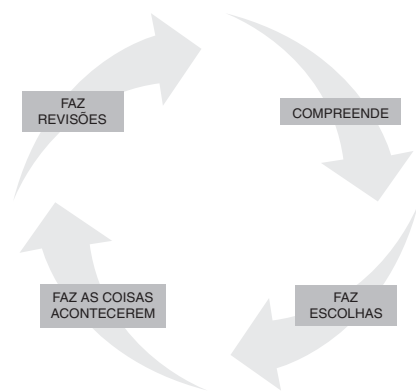 FAZ
REVISÕES
COMPREENDE
FAZ AS COISAS
ACONTECEREM
FAZ
ESCOLHAS